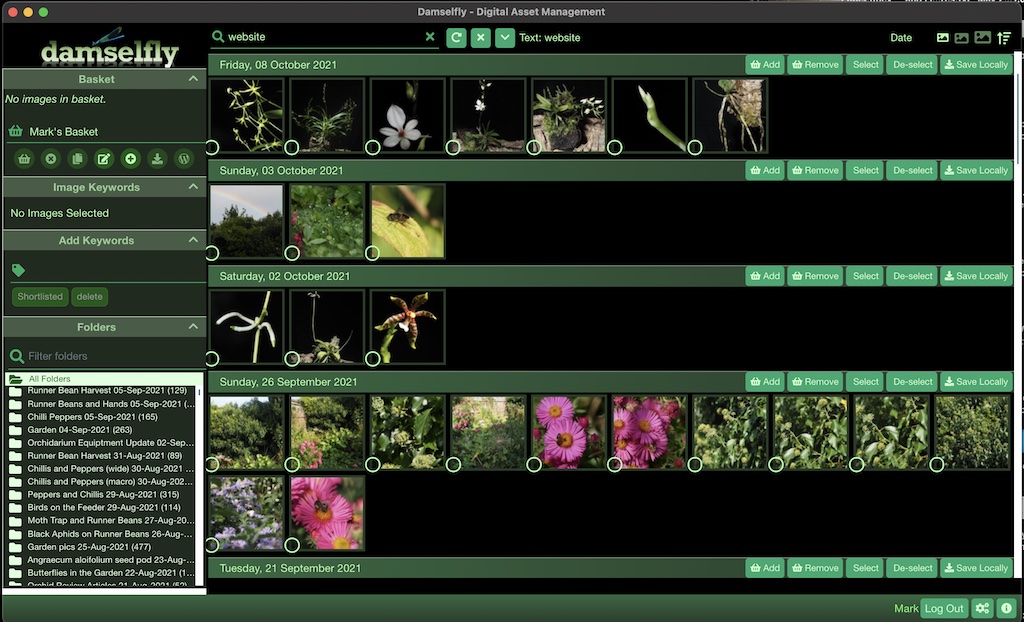 Damselfly - Digital Asset Management
damselfly
website
Text: website
Date
Basket
No images in basket.
Mark's Basket
Image Keywords
No Images Selected
Add Keywords
Shortlisted delete
Folders
Filter folders
All Folders
Runner Bean Harvest 05-Sep-2021 (129)
Runner Beans and Hands 05-Sep-2021 (...
Chilli Peppers 05-Sep-2021 (165)
Garden 04-Sep-2021 (263)
Orchidarium Equiptment Update 02-Sep...
Runner Bean Harvest 31-Aug-2021 (89)
Chillis and Peppers (wide) 30-Aug-2021 ...
Chillis and Peppers (macro) 30-Aug-202...
Peppers and Chillis 29-Aug-2021 (315)
Birds on the Feeder 29-Aug-2021 (114)
Moth Trap and Runner Beans 27-Aug-20...
Black Aphids on Runner Beans 26-Aug-...
Garden pics 25-Aug-2021 (477)
Angraecum aloifolium seed pod 23-Aug-...
Butterflies in the Garden 22-Aug-2021 (1...
Orchid Review Articles 21-Aug-2021 (52)
Friday, 08 October 2021 Add Remove Select De-select Save Locally
Sunday, 03 October 2021 Add Remove Select De-select Save Locally
Saturday, 02 October 2021 Add Remove Select De-select Save Locally
Sunday, 26 September 2021 Add Remove Select De-select Save Locally
Tuesday, 21 September 2021 Add Remove Select De-select Save Locally
Mark Log Out